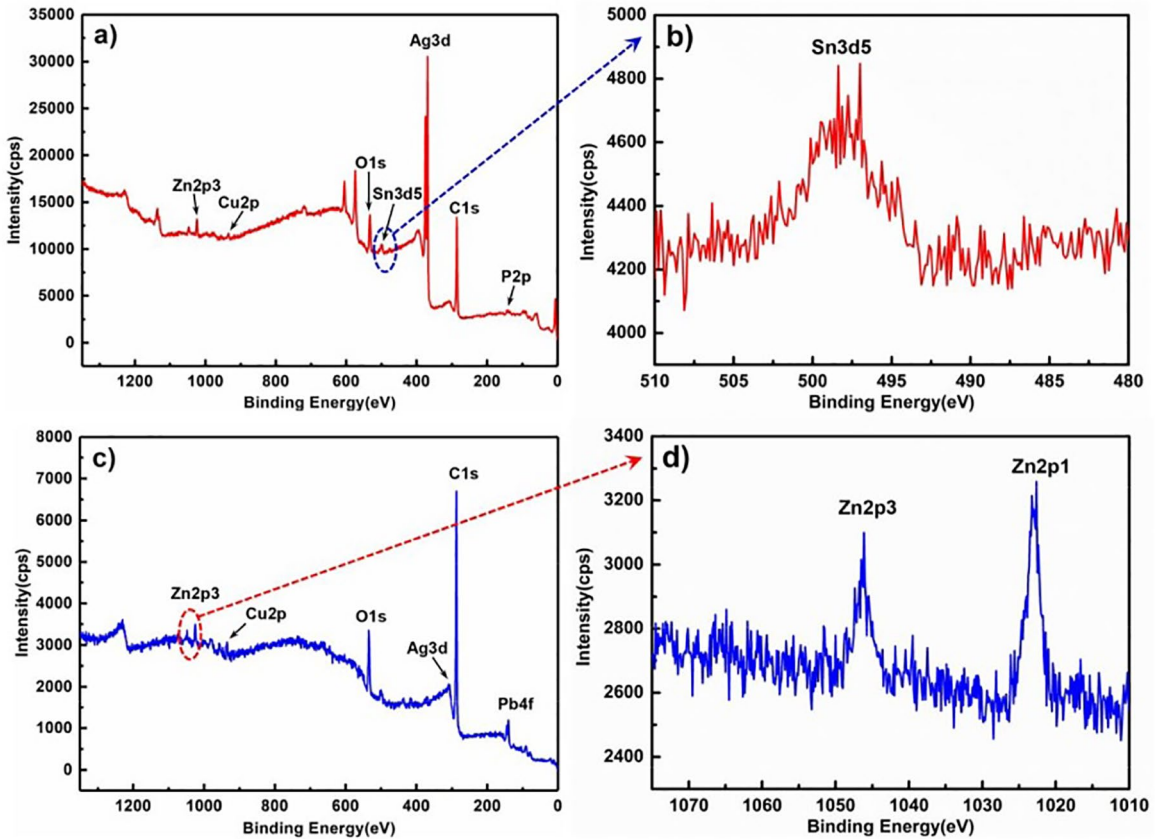 a)
Intensity(cps)
35000
30000
25000
20000
15000
10000
5000
0
Ag3d
O1s
Sn3d5
Zn2p3
Cu2p
C1s
P2p
1200 1000 800 600 400 200 0
Binding Energy(eV)
b)
Intensity(cps)
5000
4800
4600
4400
4200
4000
Sn3d5
510 505 500 495 490 485 480
Binding Energy(eV)
c)
Intensity(cps)
8000
7000
6000
5000
4000
3000
2000
1000
0
C1s
Zn2p3
Cu2p
O1s
Ag3d
Pb4f
1200 1000 800 600 400 200 0
Binding Energy(eV)
d)
Intensity(cps)
3400
3200
3000
2800
2600
2400
Zn2p1
Zn2p3
1070 1060 1050 1040 1030 1020 1010
Binding Energy(eV)